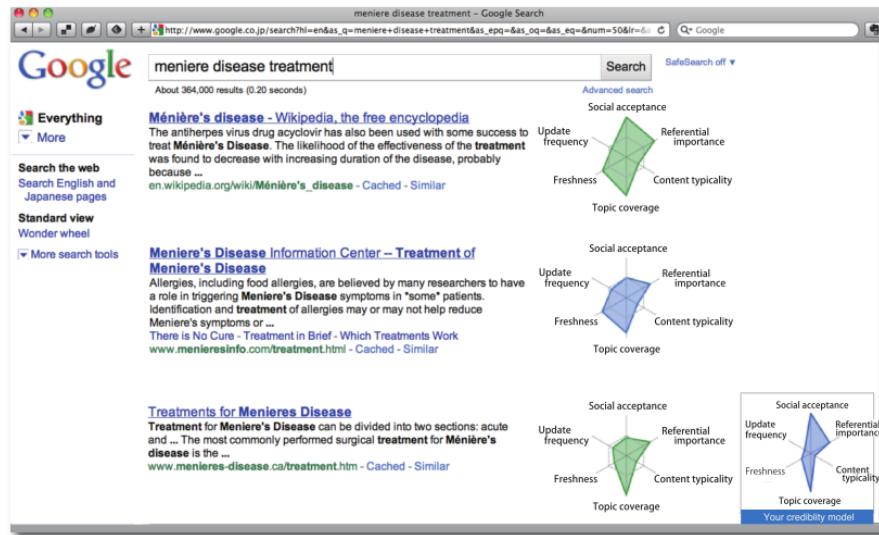 meniere disease treatment - Google Search
http://www.google.co.jp/search?hl=en&as_q=meniere+disease+treatment&as_epq=&as_oq=&as_eq=&num=50&lr=&
Google
Google
meniere disease treatment
Search
SafeSearch off ▼
About 364,000 results (0.20 seconds)
Advanced search
Everything
More
Search the web
Search English and
Japanese pages
Standard view
Wonder wheel
More search tools
Ménière's disease - Wikipedia, the free encyclopedia
The antiherpes virus drug acyclovir has also been used with some success to
treat Ménière's Disease. The likelihood of the effectiveness of the treatment
was found to decrease with increasing duration of the disease, probably
because ...
en.wikipedia.org/wiki/Ménière's_disease - Cached - Similar
Social acceptance
Update
frequency
Referential
importance
Freshness
Content typicality
Topic coverage
Meniere's Disease Information Center -- Treatment of
Meniere's Disease
Allergies, including food allergies, are believed by many researchers to have
a role in triggering Meniere's Disease symptoms in *some* patients.
Identification and treatment of allergies may or may not help reduce
Meniere's symptoms or ...
There is No Cure - Treatment in Brief - Which Treatments Work
www.menieresinfo.com/treatment.html - Cached - Similar
Social acceptance
Update
frequency
Referential
importance
Freshness
Content typicality
Topic coverage
Treatments for Menieres Disease
Treatment for Meniere's Disease can be divided into two sections: acute
and ... The most commonly performed surgical treatment for Ménière's
disease is the ...
www.menieres-disease.ca/treatment.htm - Cached - Similar
Social acceptance
Update
frequency
Referential
importance
Freshness
Content typicality
Topic coverage
Social acceptance
Update
frequency
Referential
importance
Freshness
Content
typicality
Topic coverage
Your crediblity model